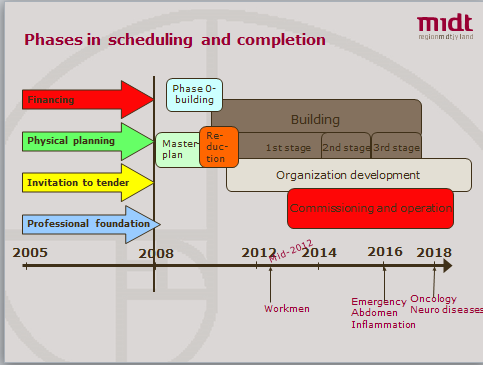 midt
regionmidtjylland
Phases in scheduling and completion
Financing
Physical planning
Invitation to tender
Professional foundation
Phase 0-
building
Master-
plan
Re-
duc-
tion
Building
1st stage
2nd stage
3rd stage
Organization development
Commissioning and operation
2005
2008
2012
Mid-2012
2014
2016
2018
Workmen
Emergency
Abdomen
Inflammation
Oncology
Neuro diseases